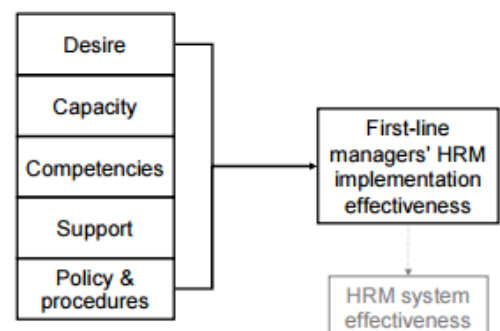 Desire
Capacity
Competencies
Support
Policy &
procedures
First-line
managers' HRM
implementation
effectiveness
HRM system
effectiveness